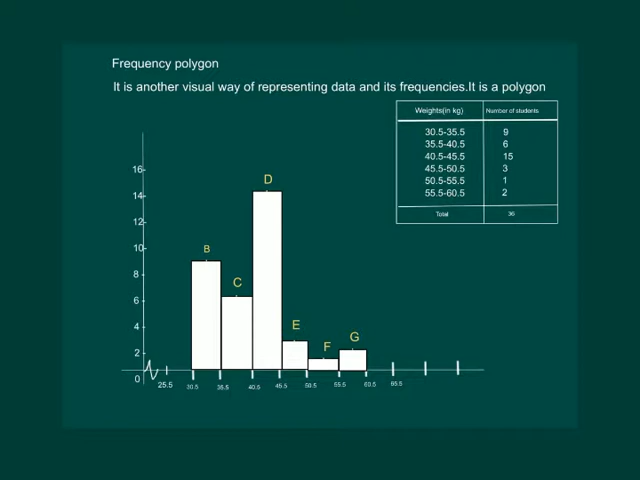 Frequency polygon
It is another visual way of representing data and its frequencies.It is a polygon
Weights(in kg) Number of students
30.5-35.5 9
35.5-40.5 6
40.5-45.5 15
45.5-50.5 3
50.5-55.5 1
55.5-60.5 2
Total 36
16
14
12
10
8
6
4
2
0
B
C
D
E
F
G
25.5 30.5 35.5 40.5 45.5 50.5 55.5 60.5 65.5